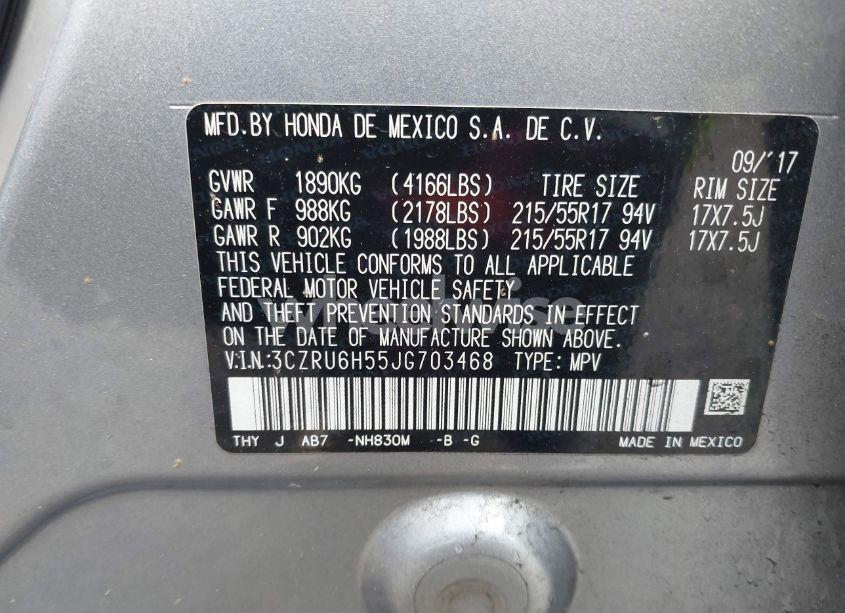 MFD.BY HONDA DE MEXICO S.A. DE C.V.
09/'17
GVWR 1890KG (4166LBS) TIRE SIZE RIM SIZE
GAWR F 988KG (2178LBS) 215/55R17 94V 17X7.5J
GAWR R 902KG (1988LBS) 215/55R17 94V 17X7.5J
THIS VEHICLE CONFORMS TO ALL APPLICABLE
FEDERAL MOTOR VEHICLE SAFETY
AND THEFT PREVENTION STANDARDS IN EFFECT
ON THE DATE OF MANUFACTURE SHOWN ABOVE.
V.I.N.:3CZRU6H55JG703468 TYPE: MPV
THY J AB7 -NH830M -B -G MADE IN MEXICO